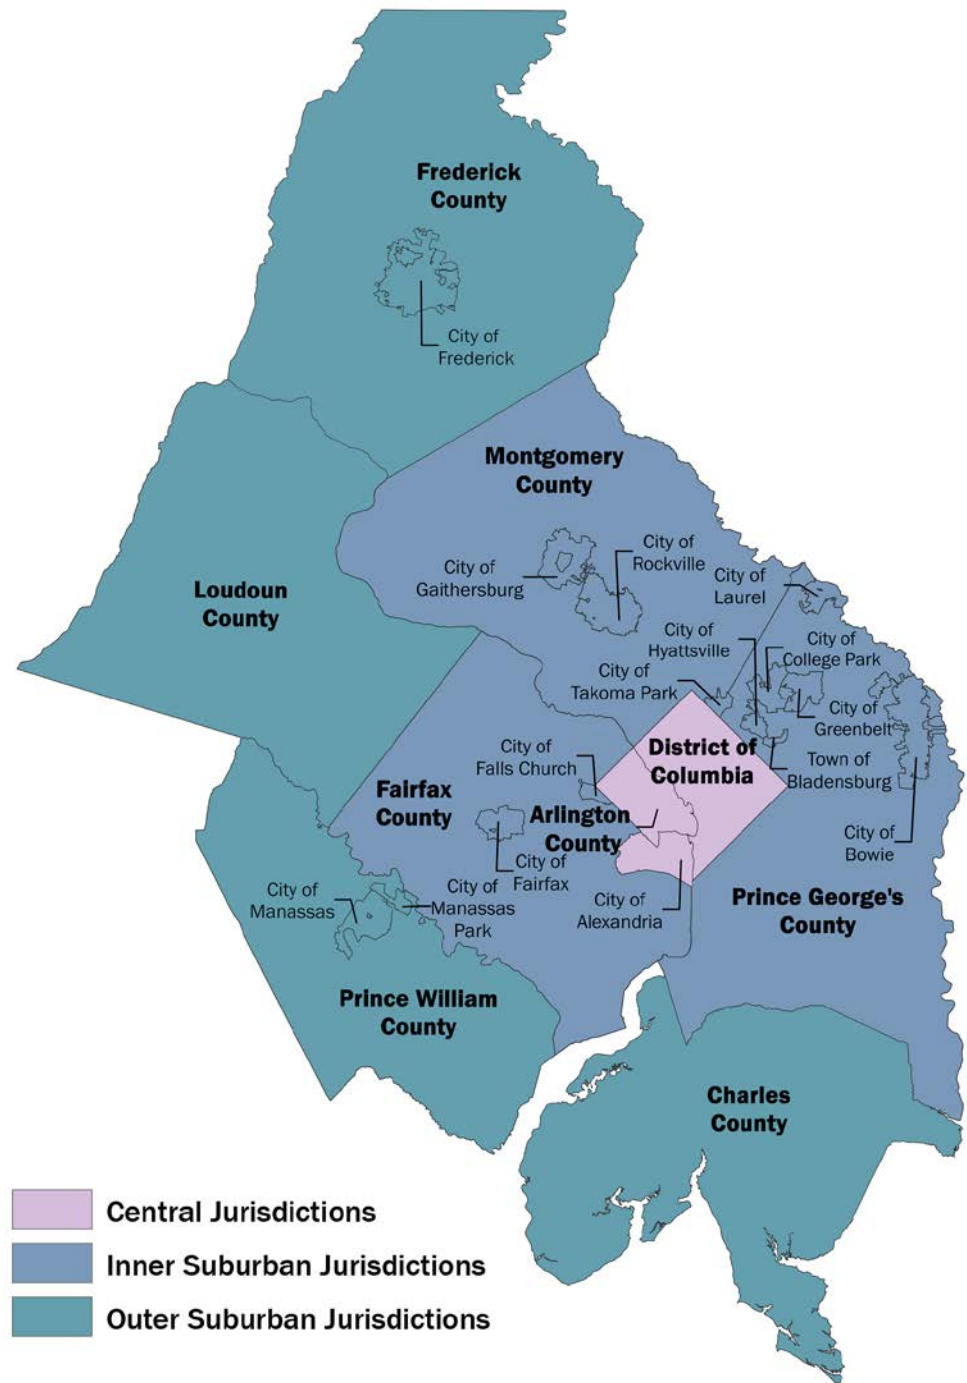 Frederick
County
City of
Frederick
Montgomery
County
City of
Gaithersburg
City of
Rockville
City of
Laurel
Loudoun
County
City of
Hyattsville
City of
College Park
City of
Takoma Park
City of
Greenbelt
District of
Columbia
City of
Falls Church
Town of
Bladensburg
Fairfax
County
Arlington
County
City of
Bowie
City of
Fairfax
City of
Manassas
City of
Manassas
Park
City of
Alexandria
Prince George's
County
Prince William
County
Charles
County
Central Jurisdictions
Inner Suburban Jurisdictions
Outer Suburban Jurisdictions